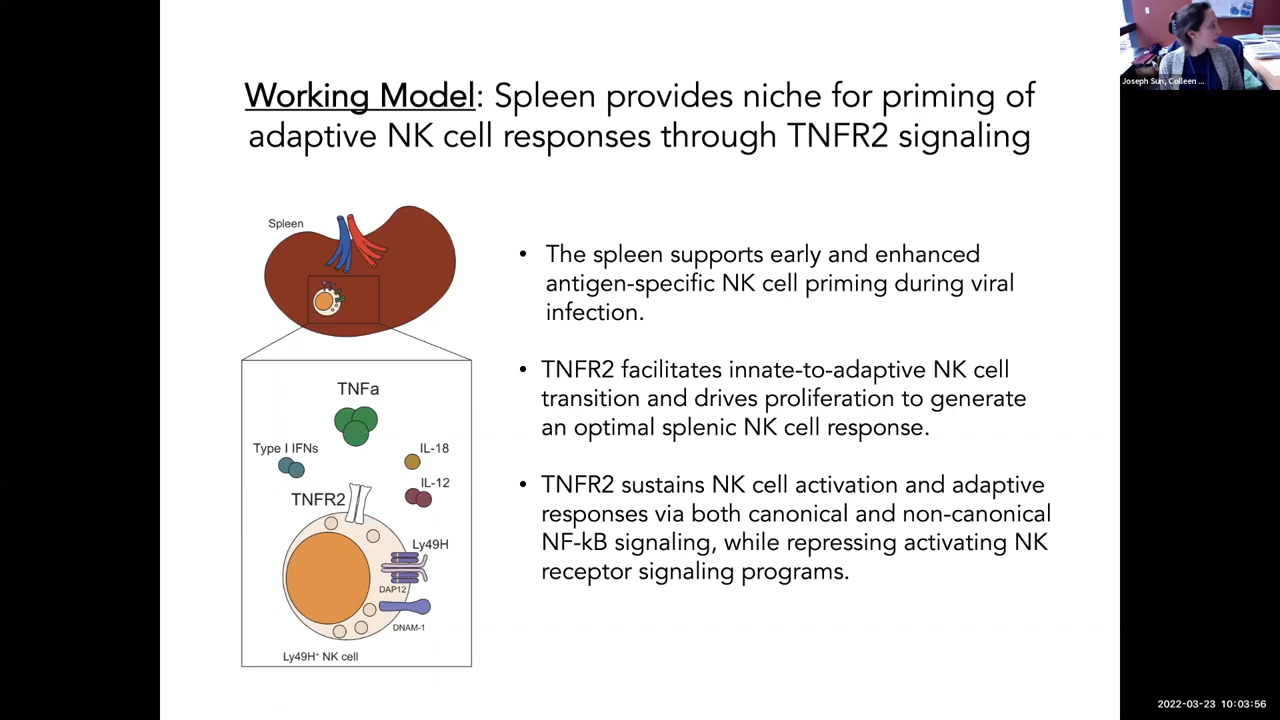 Joseph Sun, Colleen ...
Working Model: Spleen provides niche for priming of
adaptive NK cell responses through TNFR2 signaling
Spleen
TNFa
Type I IFNs
IL-18
IL-12
TNFR2
Ly49H
DAP12
DNAM-1
Ly49H⁺ NK cell
• The spleen supports early and enhanced
antigen-specific NK cell priming during viral
infection.
• TNFR2 facilitates innate-to-adaptive NK cell
transition and drives proliferation to generate
an optimal splenic NK cell response.
• TNFR2 sustains NK cell activation and adaptive
responses via both canonical and non-canonical
NF-kB signaling, while repressing activating NK
receptor signaling programs.
2022-03-23 10:03:56